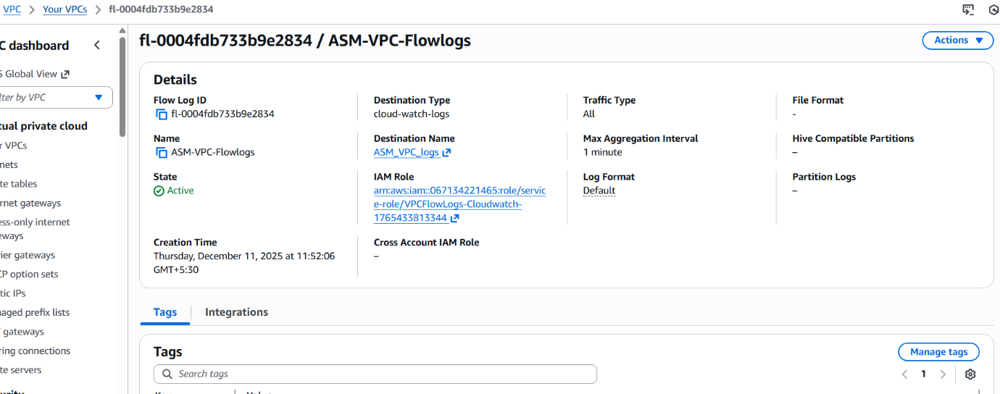 VPC > Your VPCs > fl-0004fdb733b9e2834
C dashboard
S Global View
lter by VPC
tual private cloud
r VPCs
nets
te tables
rnet gateways
ess-only internet
eways
ier gateways
CP option sets
tic IPs
naged prefix lists
gateways
ring connections
te servers
fl-0004fdb733b9e2834 / ASM-VPC-Flowlogs
Actions
Details
Flow Log ID
fl-0004fdb733b9e2834
Destination Type
cloud-watch-logs
Traffic Type
All
File Format
-
Name
ASM-VPC-Flowlogs
Destination Name
ASM_VPC_logs
Max Aggregation Interval
1 minute
Hive Compatible Partitions
–
State
Active
IAM Role
arn:aws:iam::067134221465:role/servic
e-role/VPCFlowLogs-Cloudwatch-
1765433813344
Log Format
Default
Partition Logs
–
Creation Time
Thursday, December 11, 2025 at 11:52:06
GMT+5:30
Cross Account IAM Role
–
Tags
Integrations
Tags
Manage tags
Search tags
1